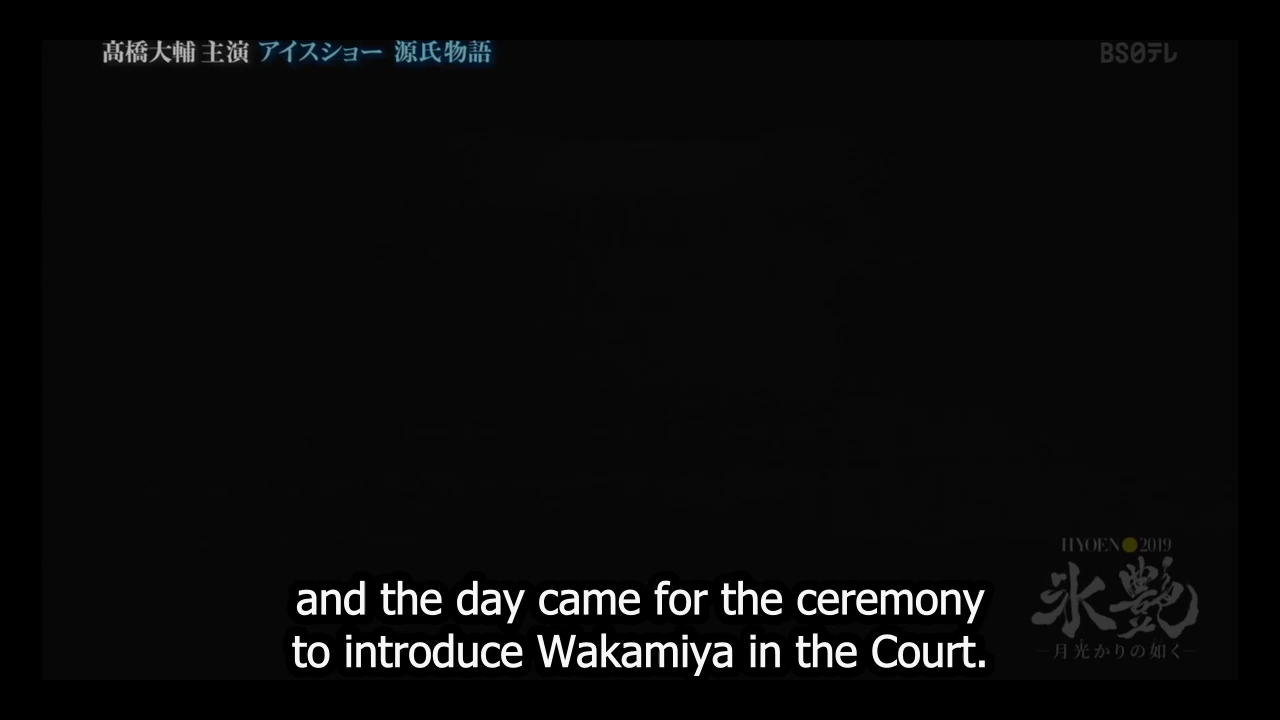 髙橋大輔 主演 アイスショー 源氏物語
BS日テレ
HYOEN 2019
氷艶
―月光かりの如く―
and the day came for the ceremony
to introduce Wakamiya in the Court.